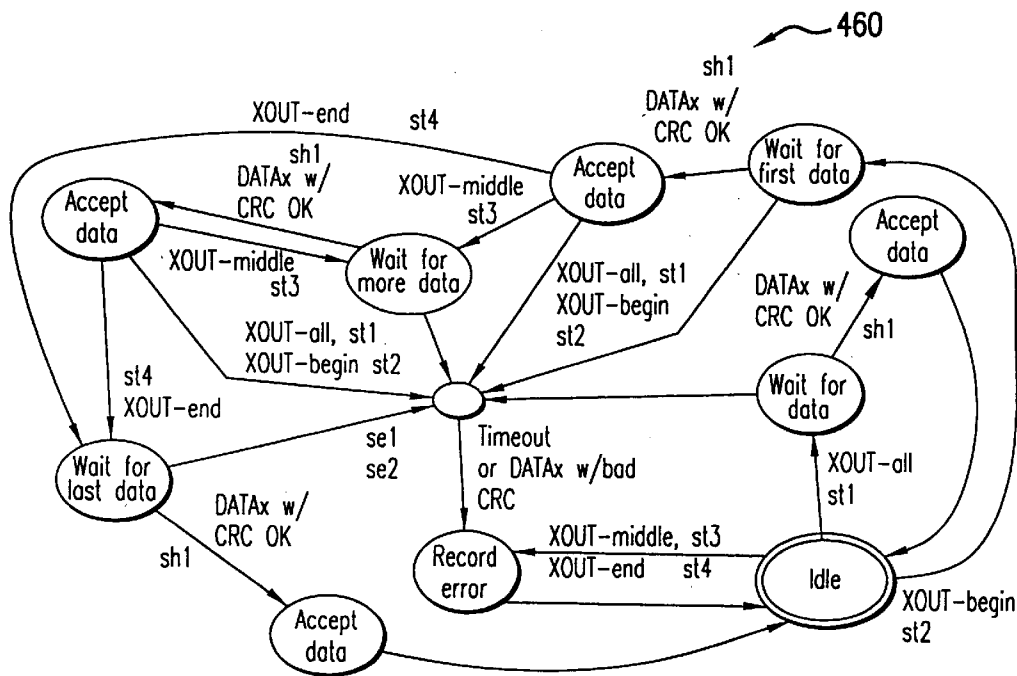 460
sh1
DATAx w/
CRC OK
XOUT-end st4
Wait for
first data
Accept
data
sh1
DATAx w/
CRC OK
XOUT-middle
st3
Accept
data
Accept
data
XOUT-middle
st3
Wait for
more data
XOUT-all, st1
XOUT-begin
st2
DATAx w/
CRC OK
sh1
XOUT-all, st1
XOUT-begin st2
st4
XOUT-end
Wait for
data
se1
se2
Timeout
or DATAx w/bad
CRC
XOUT-all
st1
Wait for
last data
DATAx w/
CRC OK
sh1
XOUT-middle, st3
XOUT-end st4
Record
error
Idle
XOUT-begin
st2
Accept
data